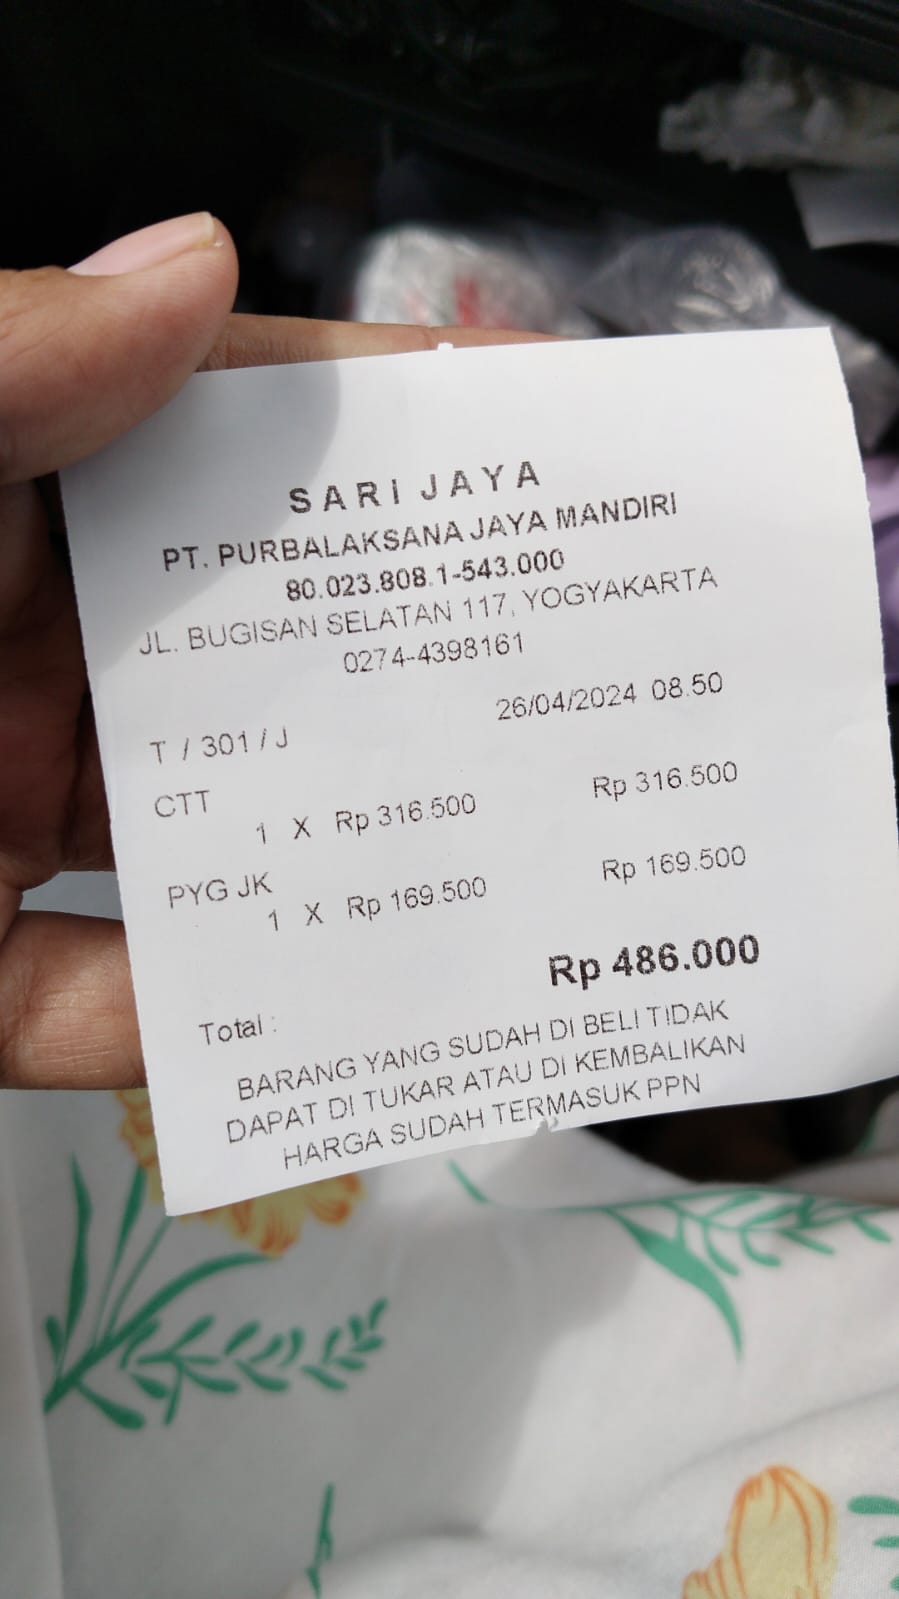 SARI JAYA
PT. PURBALAKSANA JAYA MANDIRI
80.023.808.1-543.000
JL. BUGISAN SELATAN 117, YOGYAKARTA
0274-4398161
T / 301 / J 26/04/2024 08.50
CTT
1 X Rp 316.500 Rp 316.500
PYG JK
1 X Rp 169.500 Rp 169.500
Total : Rp 486.000
BARANG YANG SUDAH DI BELI TIDAK
DAPAT DI TUKAR ATAU DI KEMBALIKAN
HARGA SUDAH TERMASUK PPN